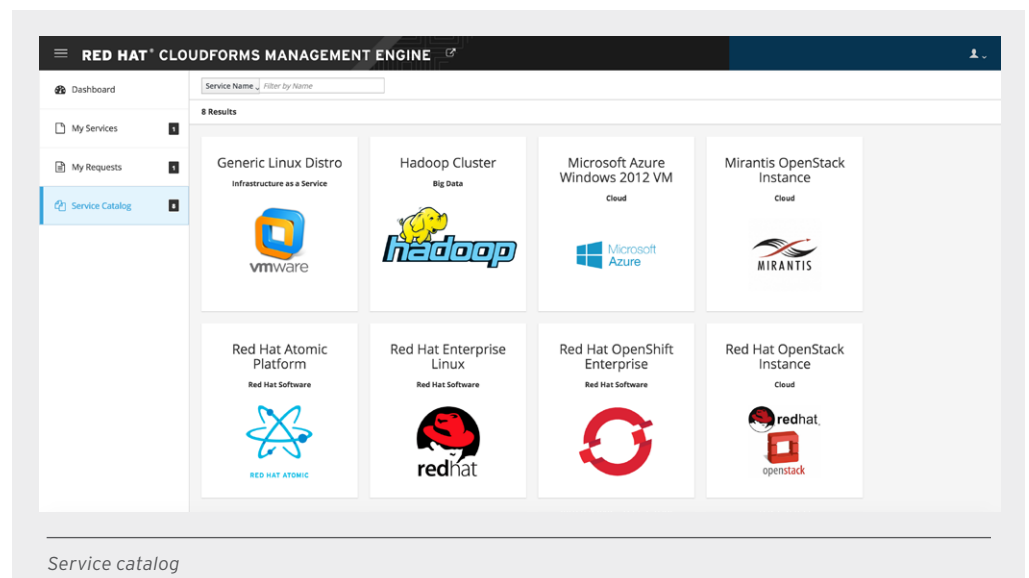 RED HAT® CLOUDFORMS MANAGEMENT ENGINE
Dashboard
Service Name
Filter by Name
8 Results
My Services
1
My Requests
1
Service Catalog
8
Generic Linux Distro
Infrastructure as a Service
vmware
Hadoop Cluster
Big Data
hadoop
Microsoft Azure
Windows 2012 VM
Cloud
Microsoft
Azure
Mirantis OpenStack
Instance
Cloud
MIRANTIS
Red Hat Atomic
Platform
Red Hat Software
RED HAT ATOMIC
Red Hat Enterprise
Linux
Red Hat Software
redhat
Red Hat OpenShift
Enterprise
Red Hat Software
Red Hat OpenStack
Instance
Cloud
redhat.
openstack
Service catalog